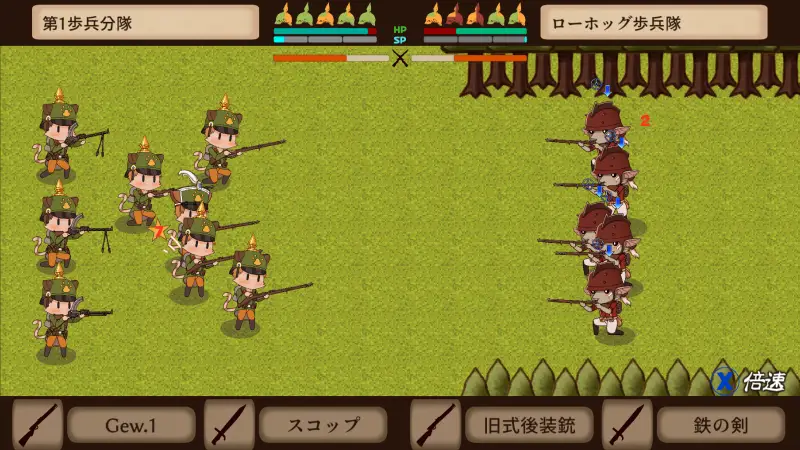 第1歩兵分隊
HP
SP
ローホッグ歩兵隊
2
7
X 倍速
Gew.1
スコップ
旧式後装銃
鉄の剣